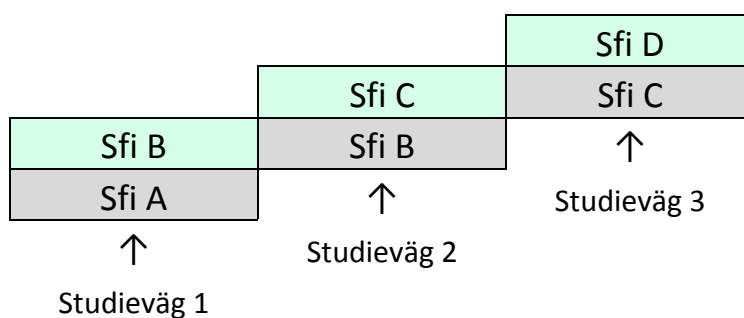 Sfi D
Sfi C
Sfi C
Sfi B
Sfi B
Sfi A
Studieväg 3
Studieväg 2
Studieväg 1